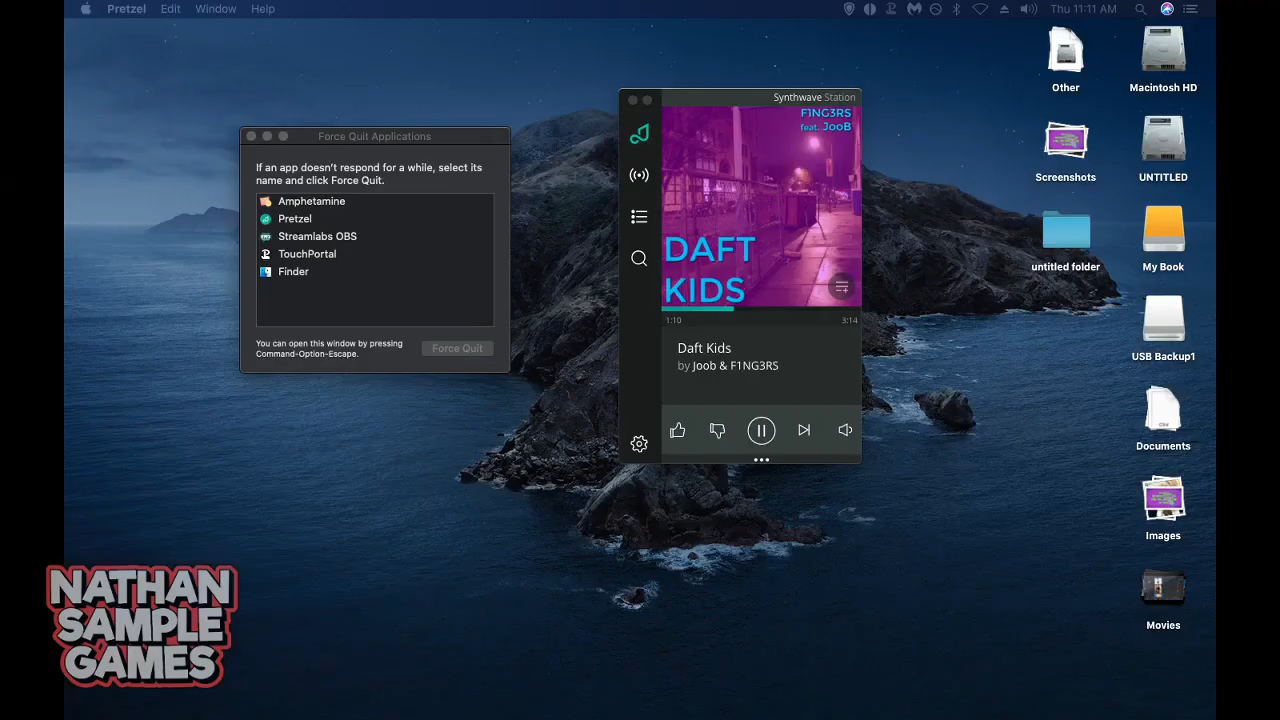 Pretzel Edit Window Help
Thu 11:11 AM
Force Quit Applications
If an app doesn't respond for a while, select its
name and click Force Quit.
Amphetamine
Pretzel
Streamlabs OBS
TouchPortal
Finder
You can open this window by pressing
Command-Option-Escape.
Force Quit
Synthwave Station
F1NG3RS
feat. JooB
DAFT
KIDS
1:10 3:14
Daft Kids
by Joob & F1NG3RS
Other
Macintosh HD
Screenshots
UNTITLED
untitled folder
My Book
USB Backup1
Documents
Images
Movies
NATHAN
SAMPLE
GAMES